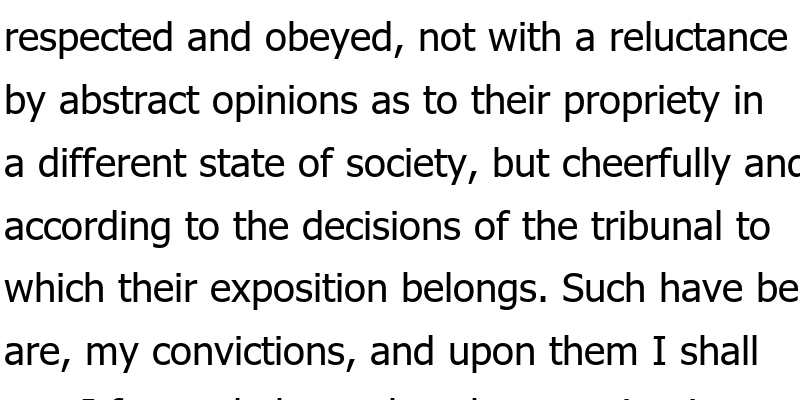 respected and obeyed, not with a reluctance
by abstract opinions as to their propriety in
a different state of society, but cheerfully and
according to the decisions of the tribunal to
which their exposition belongs. Such have be
are, my convictions, and upon them I shall